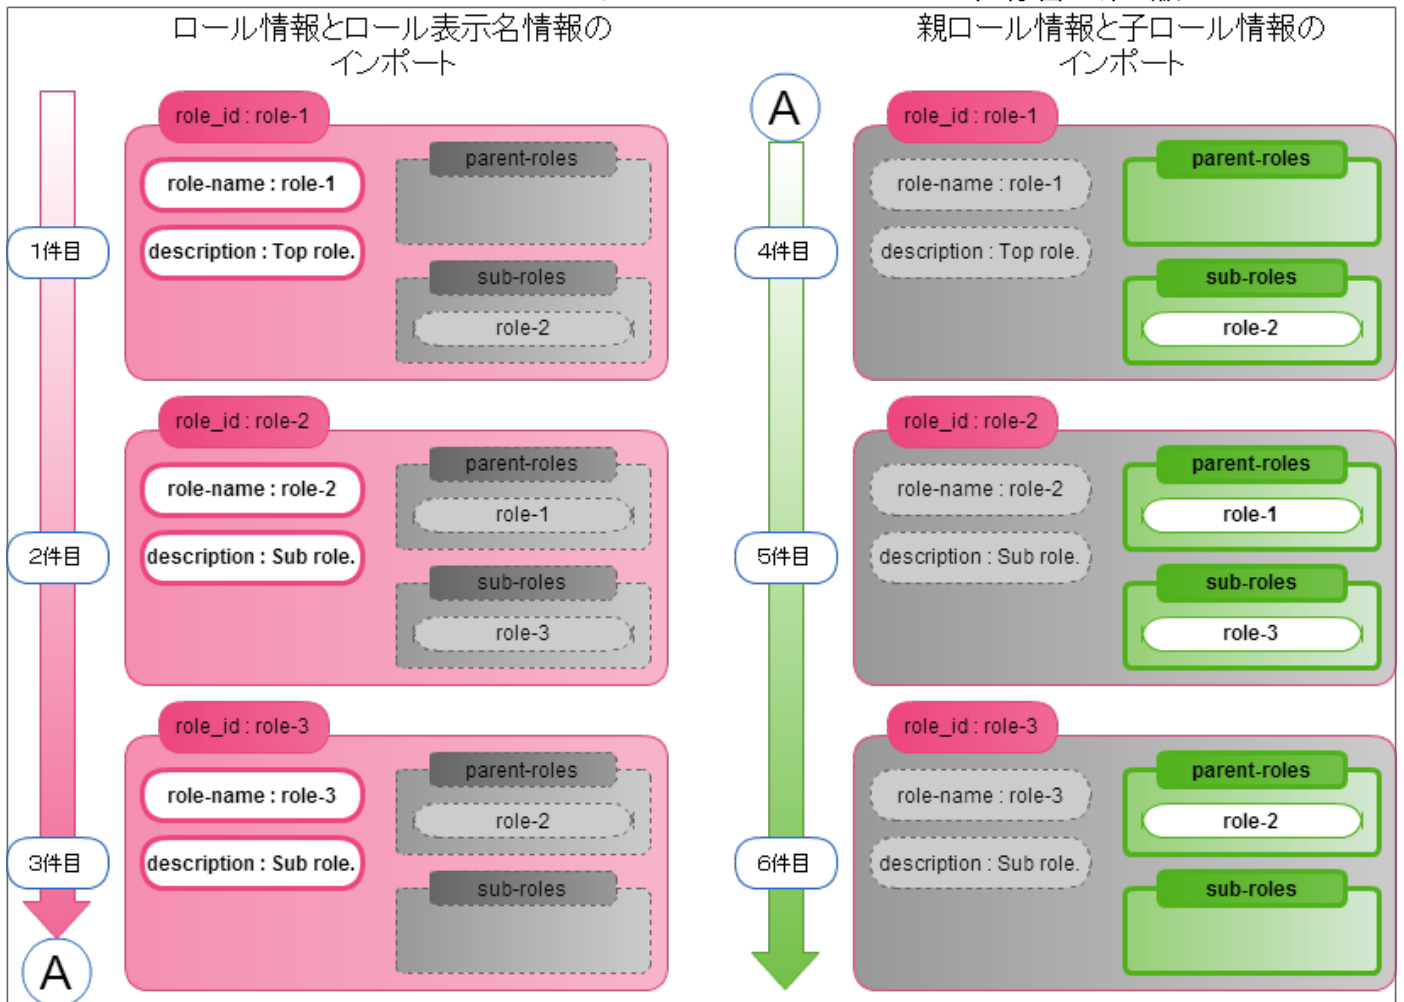 ロール情報とロール表示名情報の
インポート
role_id : role-1
role-name : role-1
description : Top role.
parent-roles
sub-roles
role-2
1件目
role_id : role-2
role-name : role-2
description : Sub role.
parent-roles
role-1
sub-roles
role-3
2件目
role_id : role-3
role-name : role-3
description : Sub role.
parent-roles
role-2
sub-roles
3件目
A
親ロール情報と子ロール情報の
インポート
A
role_id : role-1
role-name : role-1
description : Top role.
parent-roles
sub-roles
role-2
4件目
role_id : role-2
role-name : role-2
description : Sub role.
parent-roles
role-1
sub-roles
role-3
5件目
role_id : role-3
role-name : role-3
description : Sub role.
parent-roles
role-2
sub-roles
6件目